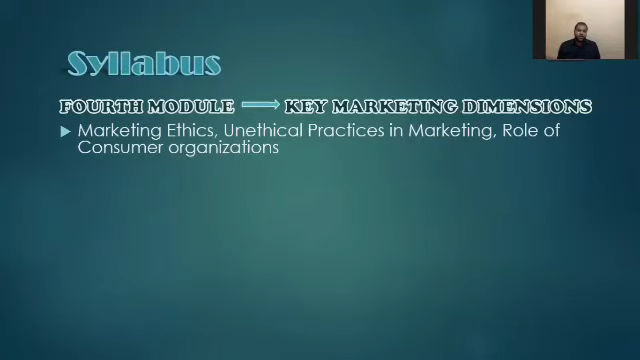 Syllabus
FOURTH MODULE KEY MARKETING DIMENSIONS
Marketing Ethics, Unethical Practices in Marketing, Role of
Consumer organizations